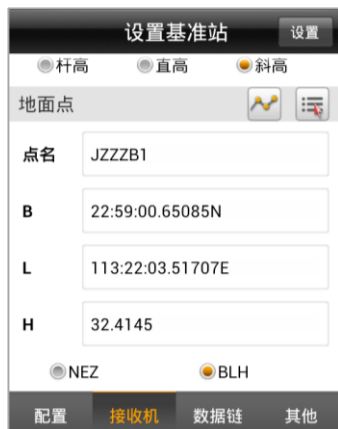 设置基准站 设置
杆高 直高 斜高
地面点
点名 JZZZB1
B 22:59:00.65085N
L 113:22:03.51707E
H 32.4145
NEZ BLH
配置 接收机 数据链 其他